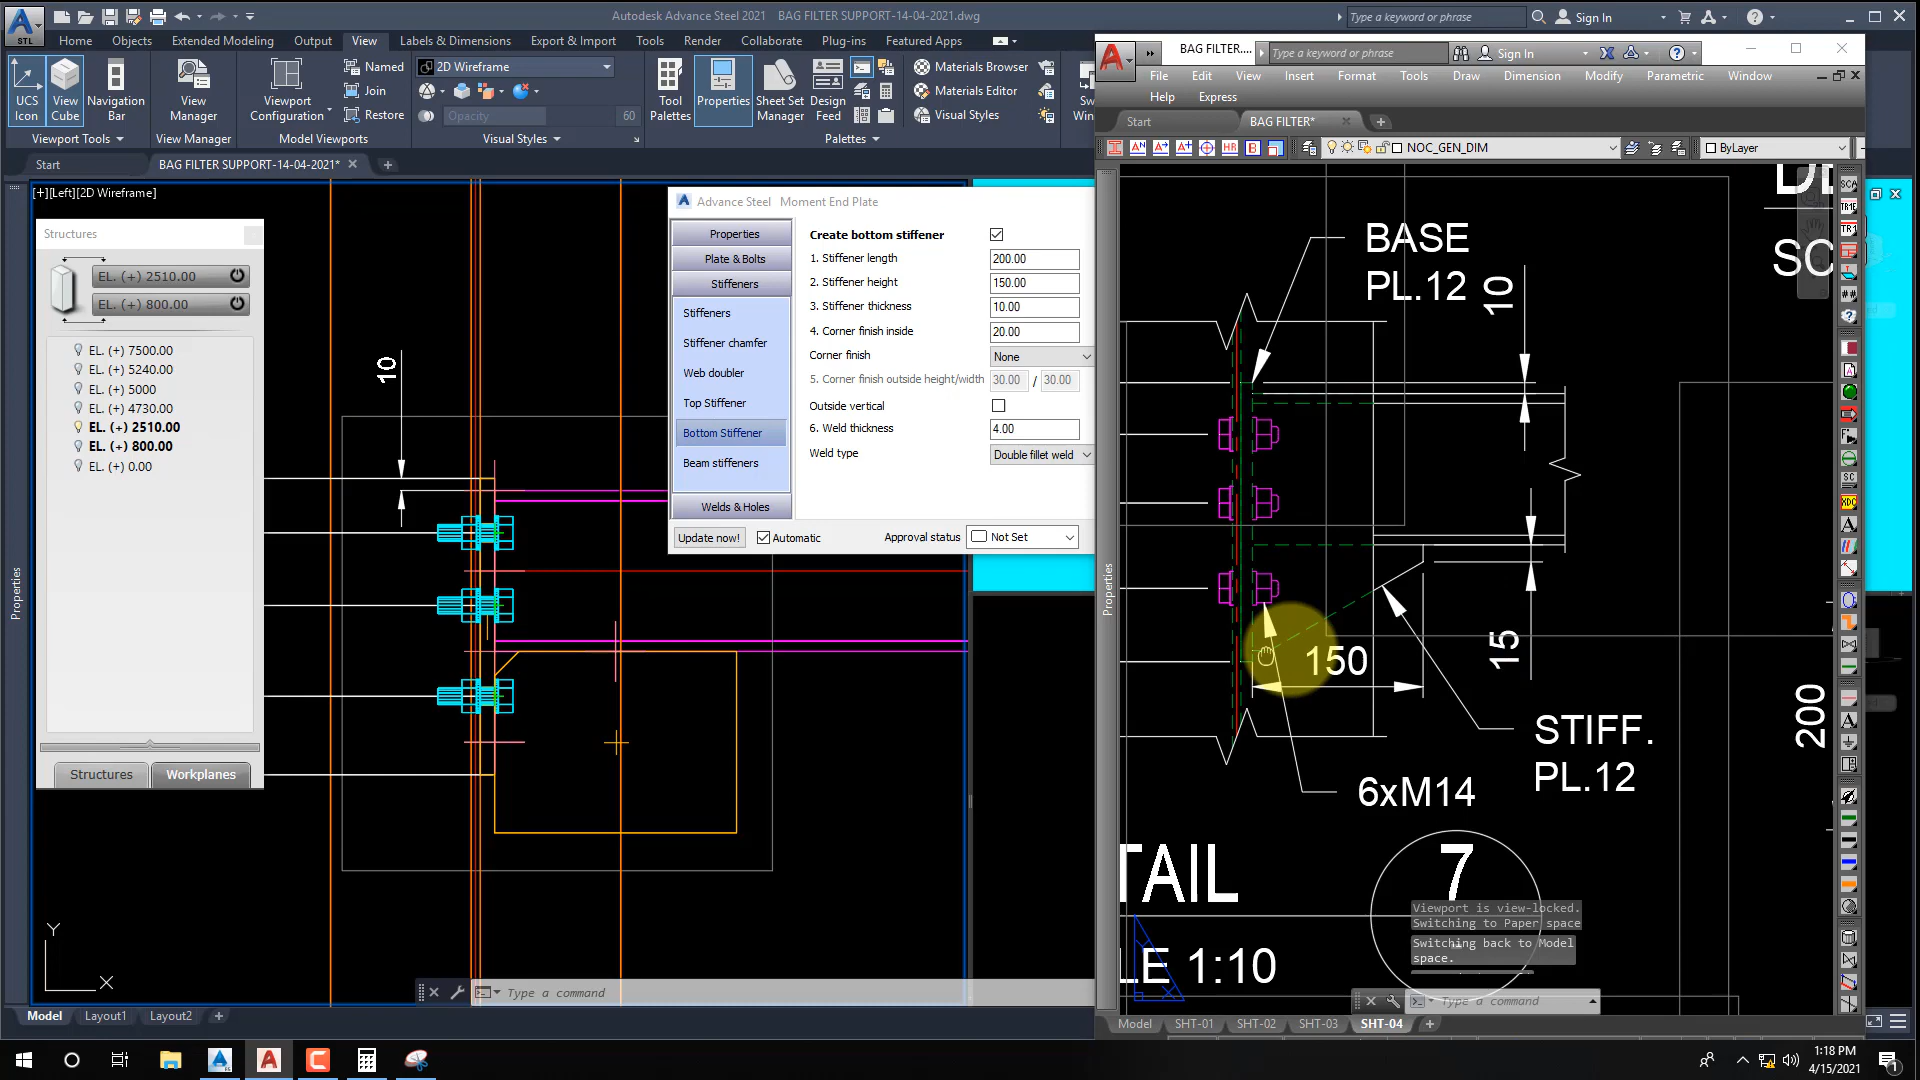 Autodesk Advance Steel 2021 BAG FILTER SUPPORT-14-04-2021.dwg
Type a keyword or phrase
Sign In
STL
Home Objects Extended Modeling Output View Labels & Dimensions Export & Import Tools Render Collaborate Plug-ins Featured Apps
UCS Icon
View Cube
Navigation Bar
View Manager
Viewport Configuration
Named
Join
Restore
2D Wireframe
Opacity 60
Tool Palettes
Properties
Sheet Set Manager
Design Feed
Materials Browser
Materials Editor
Visual Styles
Viewport Tools
View Manager
Model Viewports
Visual Styles
Palettes
Start
BAG FILTER SUPPORT-14-04-2021*
[+][Left][2D Wireframe]
Structures
EL. (+) 2510.00
EL. (+) 800.00
EL. (+) 7500.00
EL. (+) 5240.00
EL. (+) 5000
EL. (+) 4730.00
EL. (+) 2510.00
EL. (+) 800.00
EL. (+) 0.00
Structures
Workplanes
Properties
10
Y
X
Advance Steel Moment End Plate
Properties
Plate & Bolts
Stiffeners
Stiffeners
Stiffener chamfer
Web doubler
Top Stiffener
Bottom Stiffener
Beam stiffeners
Welds & Holes
Create bottom stiffener
1. Stiffener length 200.00
2. Stiffener height 150.00
3. Stiffener thickness 10.00
4. Corner finish inside 20.00
Corner finish None
5. Corner finish outside height/width 30.00 / 30.00
Outside vertical
6. Weld thickness 4.00
Weld type Double fillet weld
Update now!
Automatic
Approval status
Not Set
Type a command
Model Layout1 Layout2
BAG FILTER....
Type a keyword or phrase
Sign In
File Edit View Insert Format Tools Draw Dimension Modify Parametric Window
Help Express
Start
BAG FILTER*
NOC_GEN_DIM
ByLayer
Properties
BASE
PL.12
10
SC
150
15
STIFF.
PL.12
200
6xM14
TAIL
7
LE 1:10
Viewport is view-locked.
Switching to Paper space
Switching back to Model
space.
Type a command
Model SHT-01 SHT-02 SHT-03 SHT-04
1:18 PM
4/15/2021